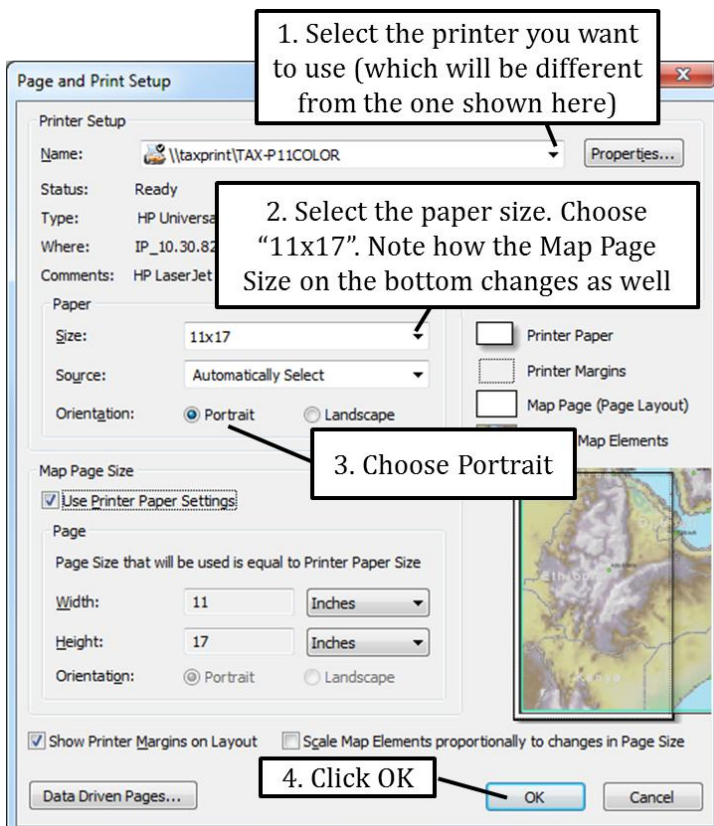 1. Select the printer you want
to use (which will be different
from the one shown here)
Page and Print Setup
Printer Setup
Name:
\\taxprint\TAX-P11COLOR
Properties...
Status:
Ready
Type:
HP Universa
Where:
IP_10.30.82
Comments:
HP LaserJet
2. Select the paper size. Choose
“11x17”. Note how the Map Page
Size on the bottom changes as well
Paper
Size:
11x17
Source:
Automatically Select
Orientation:
Portrait
Landscape
Printer Paper
Printer Margins
Map Page (Page Layout)
Map Elements
3. Choose Portrait
Map Page Size
Use Printer Paper Settings
Page
Page Size that will be used is equal to Printer Paper Size
Width:
11
Inches
Height:
17
Inches
Orientation:
Portrait
Landscape
Kenya
Show Printer Margins on Layout
Scale Map Elements proportionally to changes in Page Size
4. Click OK
Data Driven Pages...
OK
Cancel